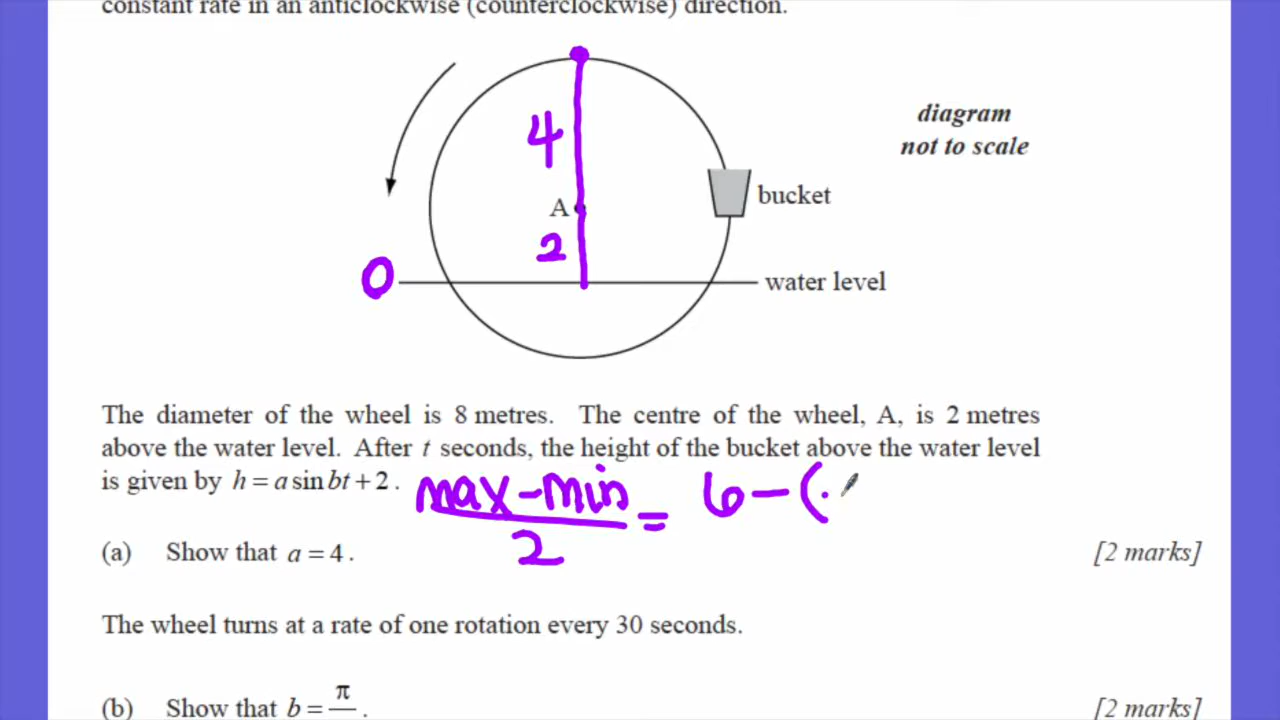 constant rate in an anticlockwise (counterclockwise) direction.
diagram
not to scale
4
bucket
A
2
0
water level
The diameter of the wheel is 8 metres. The centre of the wheel, A, is 2 metres
above the water level. After t seconds, the height of the bucket above the water level
is given by h = a sin bt + 2.
max - min / 2 = 6 - (
(a) Show that a = 4. [2 marks]
The wheel turns at a rate of one rotation every 30 seconds.
(b) Show that b = π/ . [2 marks]